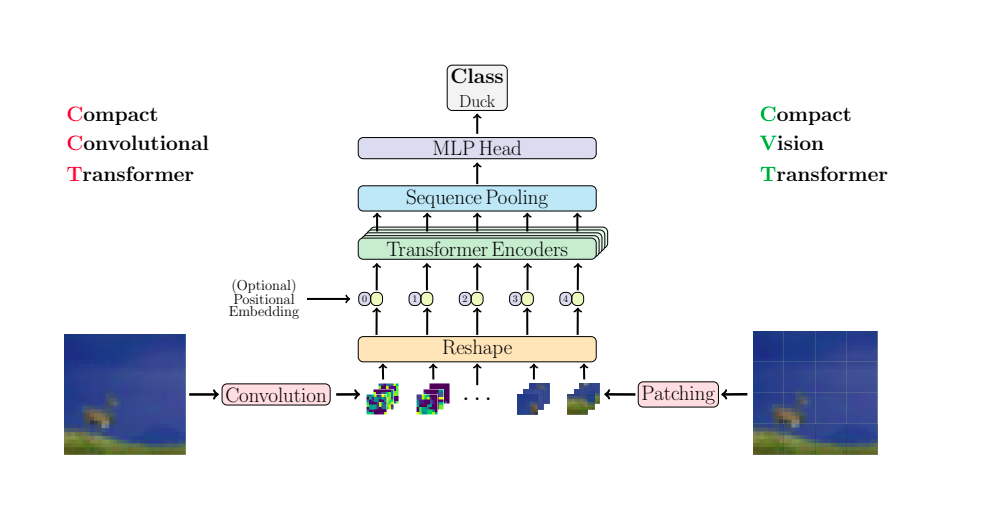 Class
Duck
Compact
Convolutional
Transformer
Compact
Vision
Transformer
MLP Head
Sequence Pooling
Transformer Encoders
(Optional)
Positional
Embedding
0 1 2 3 4
Reshape
Convolution
...
Patching